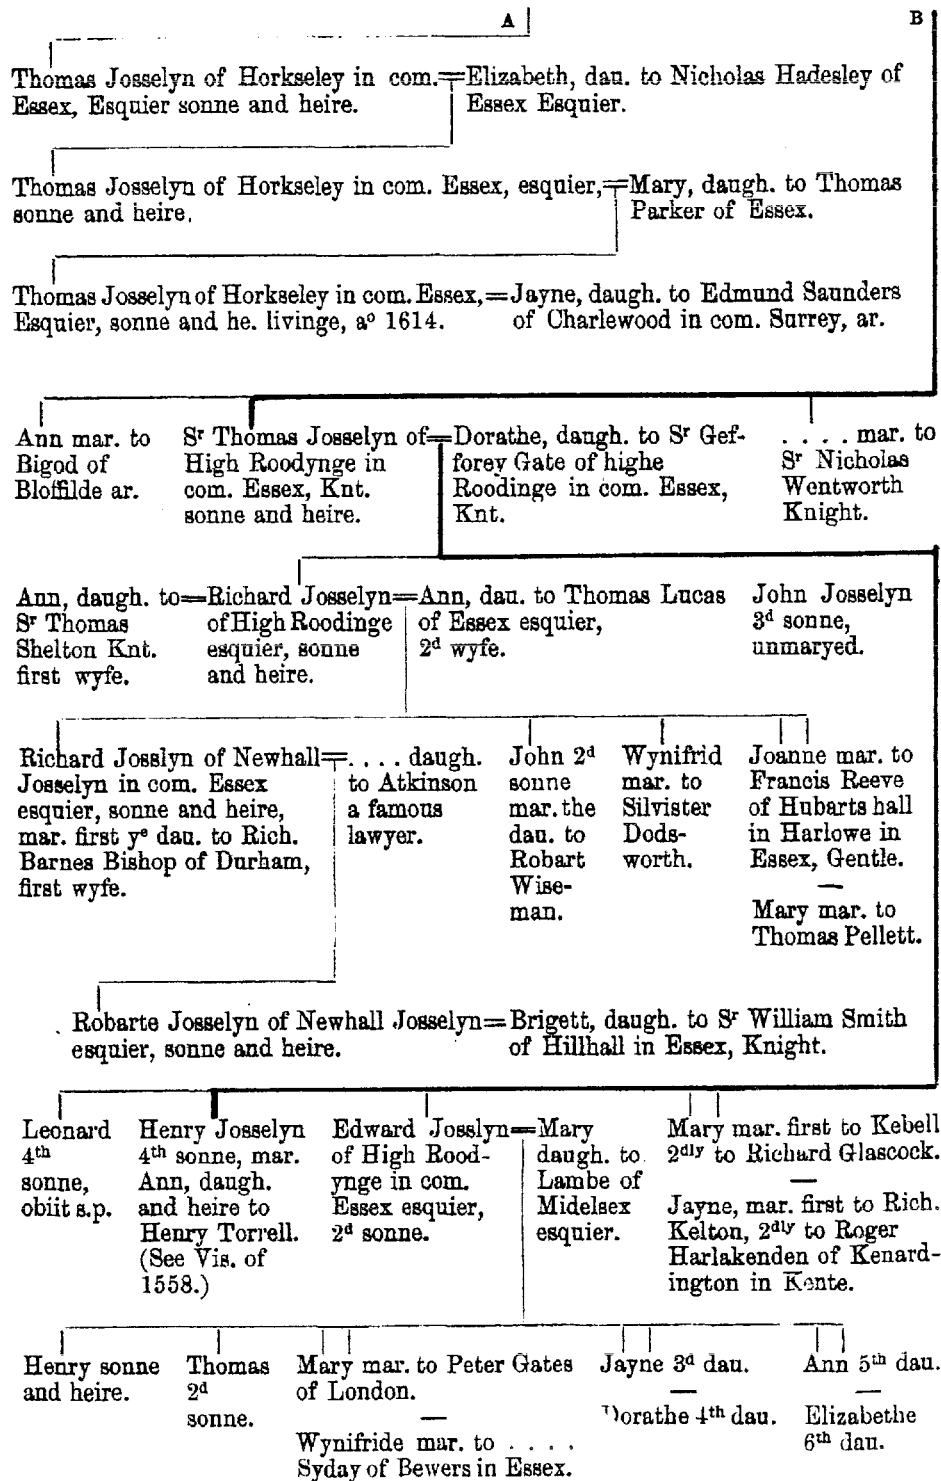 A
B
Thomas Josselyn of Horkseley in com.=Elizabeth, dau. to Nicholas Hadesley of
Essex, Esquier sonne and heire.
Essex Esquier.
Thomas Josselyn of Horkseley in com. Essex, esquier,=Mary, daugh. to Thomas
sonne and heire.
Parker of Essex.
Thomas Josselyn of Horkseley in com. Essex,=Jayne, daugh. to Edmund Saunders
Esquier, sonne and he. livinge, aº 1614.
of Charlewood in com. Surrey, ar.
Ann mar. to
Bigod of
Bloffilde ar.
Sʳ Thomas Josselyn of=
High Roodynge in
com. Essex, Knt.
sonne and heire.
Dorathe, daugh. to Sʳ Gef-
forey Gate of highe
Roodinge in com. Essex,
Knt.
. . . . mar. to
Sʳ Nicholas
Wentworth
Knight.
Ann, daugh. to=
Sʳ Thomas
Shelton Knt.
first wyfe.
Richard Josselyn=
of High Roodinge
esquier, sonne
and heire.
Ann, dau. to Thomas Lucas
of Essex esquier,
2ᵈ wyfe.
John Josselyn
3ᵈ sonne,
unmaryed.
Richard Josslyn of Newhall=
Josselyn in com. Essex
esquier, sonne and heire,
mar. first yᵉ dau. to Rich.
Barnes Bishop of Durham,
first wyfe.
. . . . daugh.
to Atkinson
a famous
lawyer.
John 2ᵈ
sonne
mar. the
dau. to
Robart
Wise-
man.
Wynifrid
mar. to
Silvister
Dods-
worth.
Joanne mar. to
Francis Reeve
of Hubarts hall
in Harlowe in
Essex, Gentle.
—
Mary mar. to
Thomas Pellett.
Robarte Josselyn of Newhall Josselyn=Brigett, daugh. to Sʳ William Smith
esquier, sonne and heire.
of Hillhall in Essex, Knight.
Leonard
4ᵗʰ
sonne,
obiit s.p.
Henry Josselyn
4ᵗʰ sonne, mar.
Ann, daugh.
and heire to
Henry Torrell.
(See Vis. of
1558.)
Edward Josslyn=
of High Rood-
ynge in com.
Essex esquier,
2ᵈ sonne.
Mary
daugh. to
Lambe of
Midelsex
esquier.
Mary mar. first to Kebell
2ᵈˡʸ to Richard Glascock.
—
Jayne, mar. first to Rich.
Kelton, 2ᵈˡʸ to Roger
Harlakenden of Kenard-
ington in Kente.
Henry sonne
and heire.
Thomas
2ᵈ
sonne.
Mary mar. to Peter Gates
of London.
—
Wynifride mar. to . . . .
Syday of Bewers in Essex.
Jayne 3ᵈ dau.
—
Dorathe 4ᵗʰ dau.
Ann 5ᵗʰ dau.
—
Elizabethe
6ᵗʰ dau.